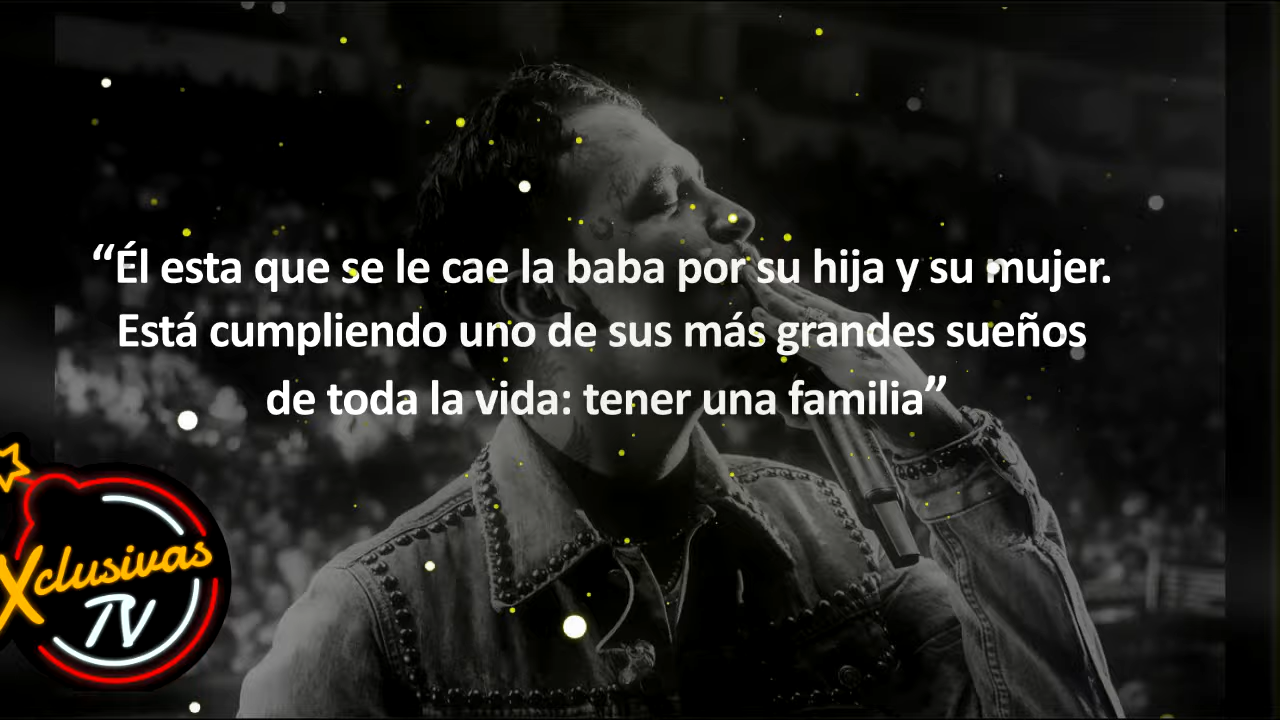 “Él esta que se le cae la baba por su hija y su mujer.
Está cumpliendo uno de sus más grandes sueños
de toda la vida: tener una familia”
Xclusivas
TV